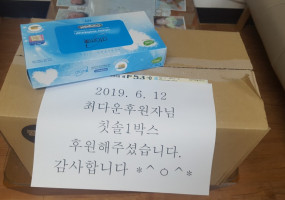 2019. 6. 12
최다운후원자님
칫솔1박스
후원해주셨습니다.
감사합니다 *^ㅇ^*